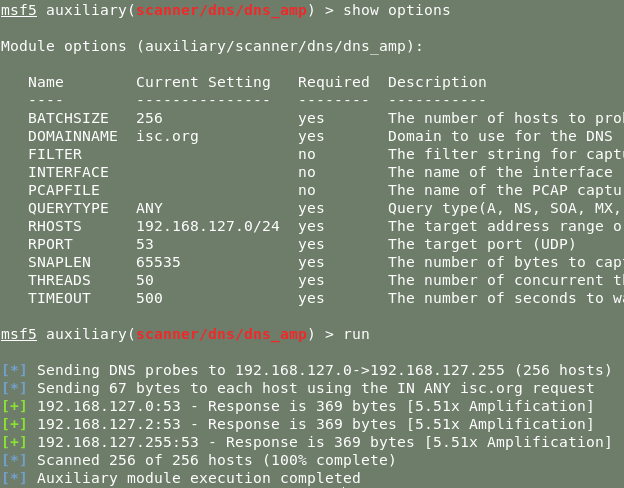 msf5 auxiliary(scanner/dns/dns_amp) > show options
Module options (auxiliary/scanner/dns/dns_amp):
Name Current Setting Required Description
---- --------------- -------- -----------
BATCHSIZE 256 yes The number of hosts to prob
DOMAINNAME isc.org yes Domain to use for the DNS
FILTER no The filter string for captu
INTERFACE no The name of the interface
PCAPFILE no The name of the PCAP captu
QUERYTYPE ANY yes Query type(A, NS, SOA, MX,
RHOSTS 192.168.127.0/24 yes The target address range o
RPORT 53 yes The target port (UDP)
SNAPLEN 65535 yes The number of bytes to capt
THREADS 50 yes The number of concurrent th
TIMEOUT 500 yes The number of seconds to wa
msf5 auxiliary(scanner/dns/dns_amp) > run
[*] Sending DNS probes to 192.168.127.0->192.168.127.255 (256 hosts)
[*] Sending 67 bytes to each host using the IN ANY isc.org request
[+] 192.168.127.0:53 - Response is 369 bytes [5.51x Amplification]
[+] 192.168.127.2:53 - Response is 369 bytes [5.51x Amplification]
[+] 192.168.127.255:53 - Response is 369 bytes [5.51x Amplification]
[*] Scanned 256 of 256 hosts (100% complete)
[*] Auxiliary module execution completed